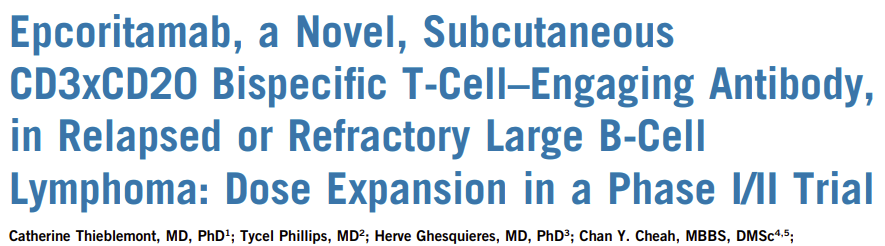 Epcoritamab, a Novel, Subcutaneous
CD3xCD20 Bispecific T-Cell–Engaging Antibody,
in Relapsed or Refractory Large B-Cell
Lymphoma: Dose Expansion in a Phase I/II Trial
Catherine Thieblemont, MD, PhD¹; Tycel Phillips, MD²; Herve Ghesquieres, MD, PhD³; Chan Y. Cheah, MBBS, DMSc⁴,⁵;